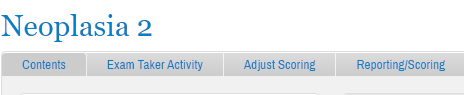 Neoplasia 2
Contents Exam Taker Activity Adjust Scoring Reporting/Scoring